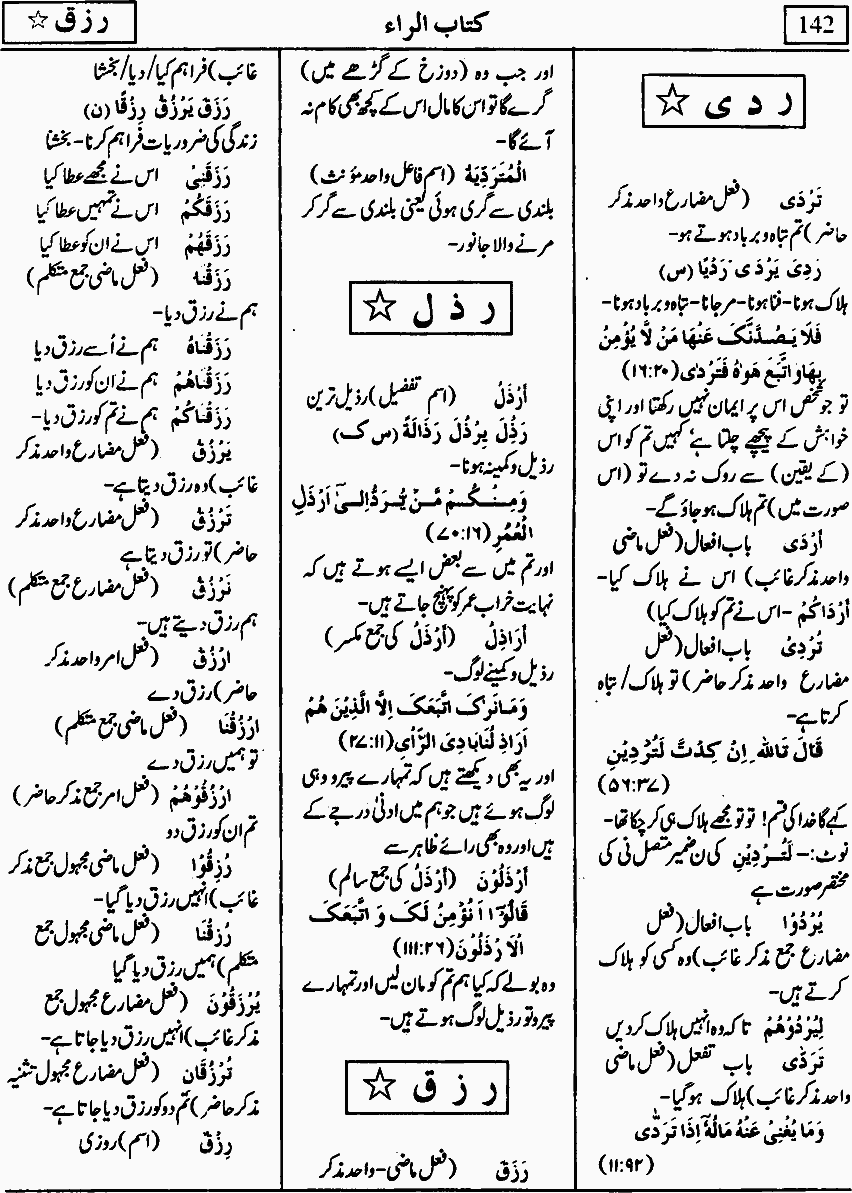 142
کتاب الراء
رزق ☆
ردی ☆
تَرْدٰی (فعل مضارع واحد مذکر
حاضر) تم تباہ و برباد ہوتے ہو-
رَدِیَ یَرْدَی رَدْیًا (س)
ہلاک ہونا- فنا ہونا- مر جانا- تباہ و برباد ہونا-
فَلَا یَصُدَّنَّکَ عَنْهَا مَنْ لَّا یُؤْمِنُ
بِهَا وَاتَّبَعَ هَوٰهُ فَتَرْدٰی (۱۶:۲۰)
تو جو شخص اس پر ایمان نہیں رکھتا اور اپنی
خواہش کے پیچھے چلتا ہے‘ کہیں تم کو اس
(کے یقین) سے روک نہ دے تو (اس
صورت میں) تم ہلاک ہو جاؤ گے-
أَرْدَی باب افعال (فعل ماضی
واحد مذکر غائب) اس نے ہلاک کیا-
أَرْدَاکُمْ -اس نے تم کو ہلاک کیا)
تُرْدِیْ باب افعال (فعل
مضارع واحد مذکر حاضر) تو ہلاک/ تباہ
کرتا ہے-
قَالَ تَاللّٰهِ اِنْ کِدْتَّ لَتُرْدِیْنِ
(۵۶:۳۷)
کہے گا خدا کی قسم! تو تو مجھے ہلاک ہی کر چکا تھا-
نوٹ:- لَتُرْدِیْنِ کی ن ضمیر متصل نی کی
مختصر صورت ہے
یُرْدُوْا باب افعال (فعل
مضارع جمع مذکر غائب) وہ کسی کو ہلاک
کرتے ہیں-
لِیُرْدُوْهُمْ تاکہ وہ انہیں ہلاک کر دیں
تَرَدّٰی باب تفعل (فعل ماضی
واحد مذکر غائب) ہلاک ہو گیا-
وَمَا یُغْنِیْ عَنْهُ مَالُهٗٓ اِذَا تَرَدّٰی
(۱۱:۹۲)
اور جب وہ (دوزخ کے گڑھے میں)
گرے گا تو اس کا مال اس کے کچھ بھی کام نہ
آئے گا-
اَلْمُتَرَدِّیَةُ (اسم فاعل واحد مؤنث)
بلندی سے گری ہوئی یعنی بلندی سے گر کر
مرنے والا جانور-
رذل ☆
أَرْذَلُ (اسم تفضیل) رذیل ترین
رَذُِلَ یَرْذُلَ رَذَالَةً (س ک)
رذیل و کمینہ ہونا-
وَمِنْکُمْ مَّنْ یُّرَدُّ اِلٰٓی اَرْذَلِ
الْعُمُرِ (۷۰:۱۶)
اور تم میں سے بعض ایسے ہوتے ہیں کہ
نہایت خراب عمر کو پہنچ جاتے ہیں-
أَرَاذِلُ (أَرْذَلُ کی جمع مکسر)
رذیل و کمینے لوگ-
وَمَا نَرٰکَ اتَّبَعَکَ اِلَّا الَّذِیْنَ هُمْ
اَرَاذِلُنَا بَادِیَ الرَّاْیِ (۲۷:۱۱)
اور یہ بھی دیکھتے ہیں کہ تمہارے پیرو وہی
لوگ ہوئے ہیں جو ہم میں ادنیٰ درجے کے
ہیں اور وہ بھی رائے ظاہر سے
أَرْذَلُوْنَ (أَرْذَلُ کی جمع سالم)
قَالُوْٓا اَنُؤْمِنُ لَکَ وَ اتَّبَعَکَ
الْاَرْذَلُوْنَ (۱۱۱:۲۶)
وہ بولے کہ کیا ہم تم کو مان لیں اور تمہارے
پیرو تو رذیل لوگ ہوتے ہیں-
رزق ☆
رَزَقَ (فعل ماضی- واحد مذکر
غائب) فراہم کیا/ دیا/ بخشا
رَزَقَ یَرْزُقُ رِزْقًا (ن)
زندگی کی ضروریات فراہم کرنا- بخشا
رَزَقَنِیْ اس نے مجھے عطا کیا
رَزَقَکُمْ اس نے تمہیں عطا کیا
رَزَقَهُمْ اس نے ان کو عطا کیا
رَزَقْنَا (فعل ماضی جمع متکلم)
ہم نے رزق دیا-
رَزَقْنَاهُ ہم نے اُسے رزق دیا
رَزَقْنَاهُمْ ہم نے ان کو رزق دیا
رَزَقْنَاکُمْ ہم نے تم کو رزق دیا-
یَرْزُقُ (فعل مضارع واحد مذکر
غائب) وہ رزق دیتا ہے-
تَرْزُقُ (فعل مضارع واحد مذکر
حاضر) تو رزق دیتا ہے
نَرْزُقُ (فعل مضارع جمع متکلم)
ہم رزق دیتے ہیں-
ارْزُقْ (فعل امر واحد مذکر
حاضر) رزق دے
ارْزُقْنَا (فعل ماضی جمع متکلم)
تو ہمیں رزق دے
ارْزُقُوْهُمْ (فعل امر جمع مذکر حاضر)
تم ان کو رزق دو
رُزِقُوْا (فعل ماضی مجہول جمع مذکر
غائب) انہیں رزق دیا گیا-
رُزِقْنَا (فعل ماضی مجہول جمع
متکلم) ہمیں رزق دیا گیا
یُرْزَقُوْنَ (فعل مضارع مجہول جمع
مذکر غائب) انہیں رزق دیا جاتا ہے-
تُرْزَقَان (فعل مضارع مجہول تثنیہ
مذکر حاضر) تم دو کو رزق دیا جاتا ہے-
رِزْقٌ (اسم) روزی